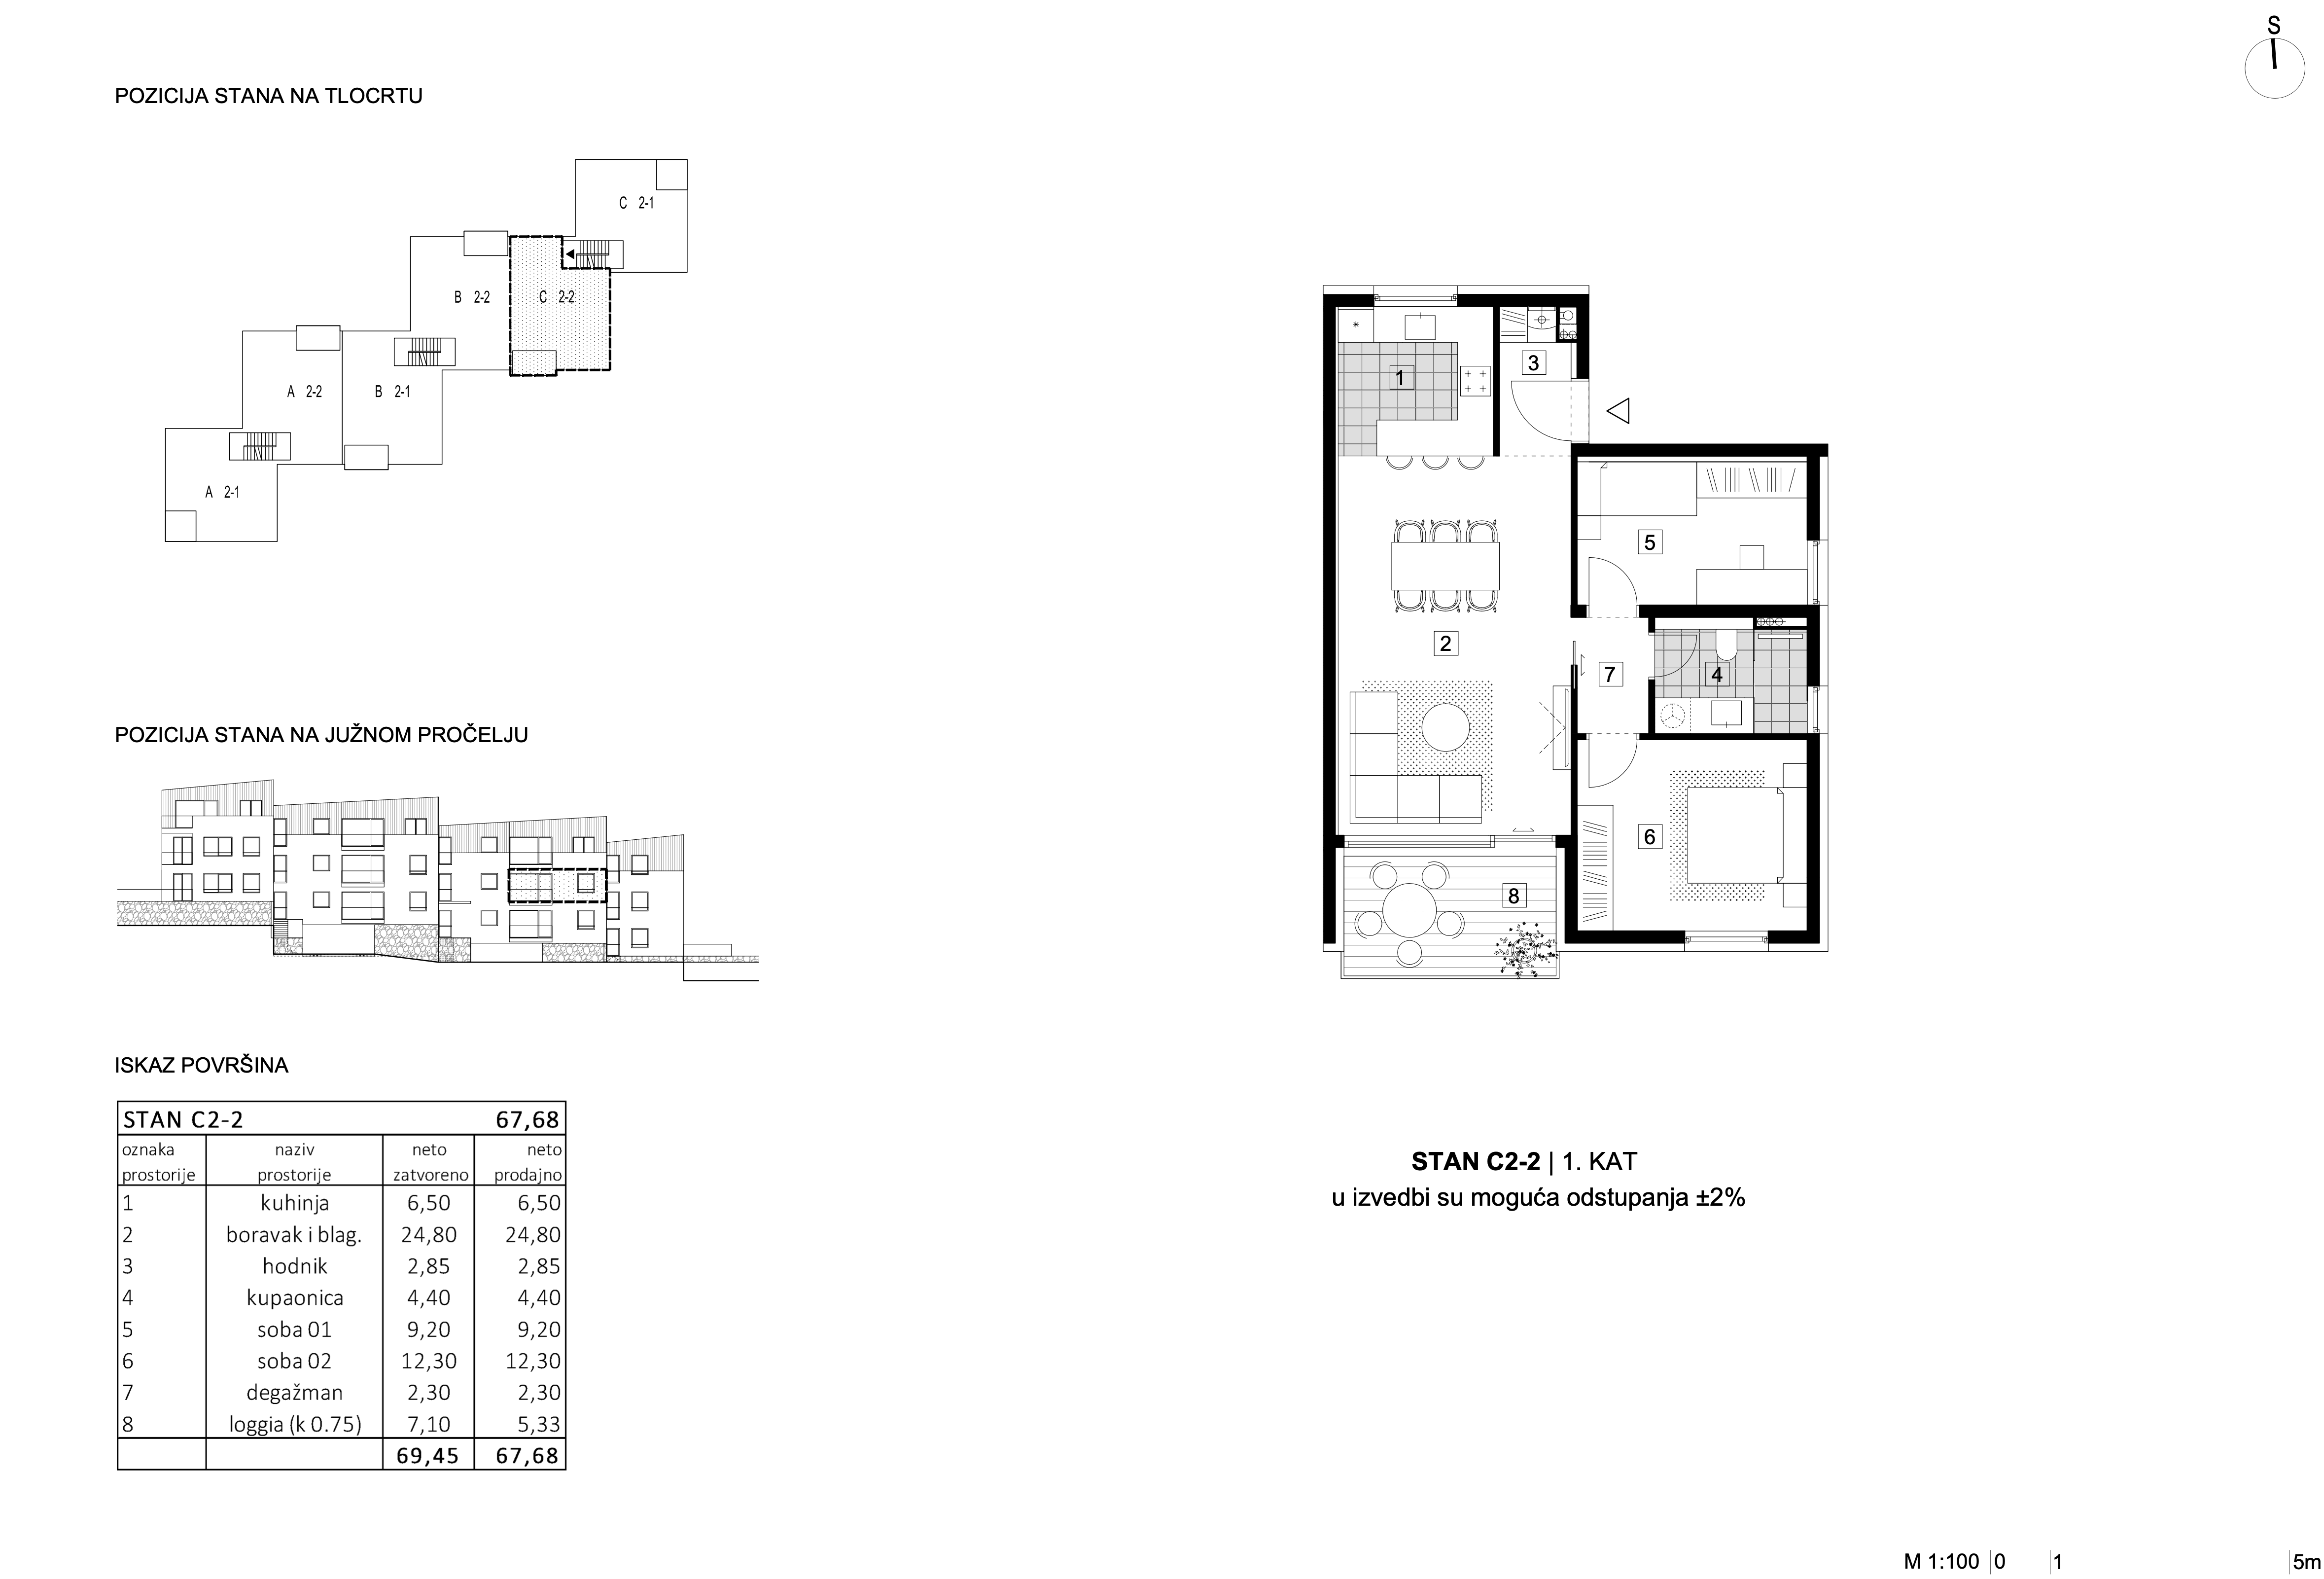 S
POZICIJA STANA NA TLOCRTU
C 2-1
B 2-2
C 2-2
A 2-2
B 2-1
A 2-1
POZICIJA STANA NA JUŽNOM PROČELJU
ISKAZ POVRŠINA
STAN C2-2 67,68
oznaka prostorije naziv prostorije neto zatvoreno neto prodajno
1 kuhinja 6,50 6,50
2 boravak i blag. 24,80 24,80
3 hodnik 2,85 2,85
4 kupaonica 4,40 4,40
5 soba 01 9,20 9,20
6 soba 02 12,30 12,30
7 degažman 2,30 2,30
8 loggia (k 0.75) 7,10 5,33
69,45 67,68
1
3
5
2
7
4
6
8
STAN C2-2 | 1. KAT
u izvedbi su moguća odstupanja ±2%
M 1:100 0 1 5m